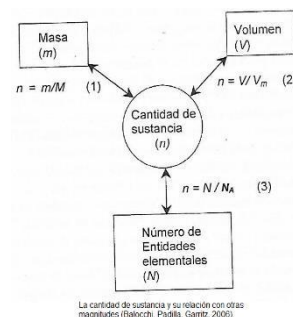 Masa
(m)
Volumen
(V)
n = m/M (1)
n = V/Vm (2
Cantidad de
sustancia
(n)
n = N / NA (3)
Número de
Entidades
elementales
(N)
La cantidad de sustancia y su relación con otras
magnitudes (Balocchi, Padilla, Garritz, 2006)